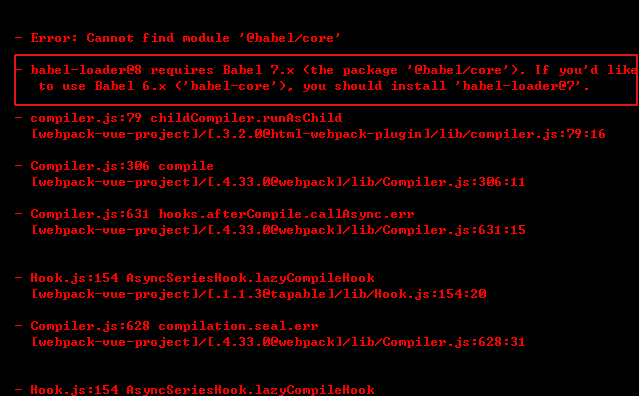 - Error: Cannot find module '@babel/core'
- babel-loader@8 requires Babel 7.x (the package '@babel/core'). If you'd like
to use Babel 6.x ('babel-core'), you should install 'babel-loader@7'.
- compiler.js:79 childCompiler.runAsChild
[webpack-vue-project]/[.3.2.0@html-webpack-plugin]/lib/compiler.js:79:16
- Compiler.js:306 compile
[webpack-vue-project]/[.4.33.0@webpack]/lib/Compiler.js:306:11
- Compiler.js:631 hooks.afterCompile.callAsync.err
[webpack-vue-project]/[.4.33.0@webpack]/lib/Compiler.js:631:15
- Hook.js:154 AsyncSeriesHook.lazyCompileHook
[webpack-vue-project]/[.1.1.3@tapable]/lib/Hook.js:154:20
- Compiler.js:628 compilation.seal.err
[webpack-vue-project]/[.4.33.0@webpack]/lib/Compiler.js:628:31
- Hook.js:154 AsyncSeriesHook.lazyCompileHook